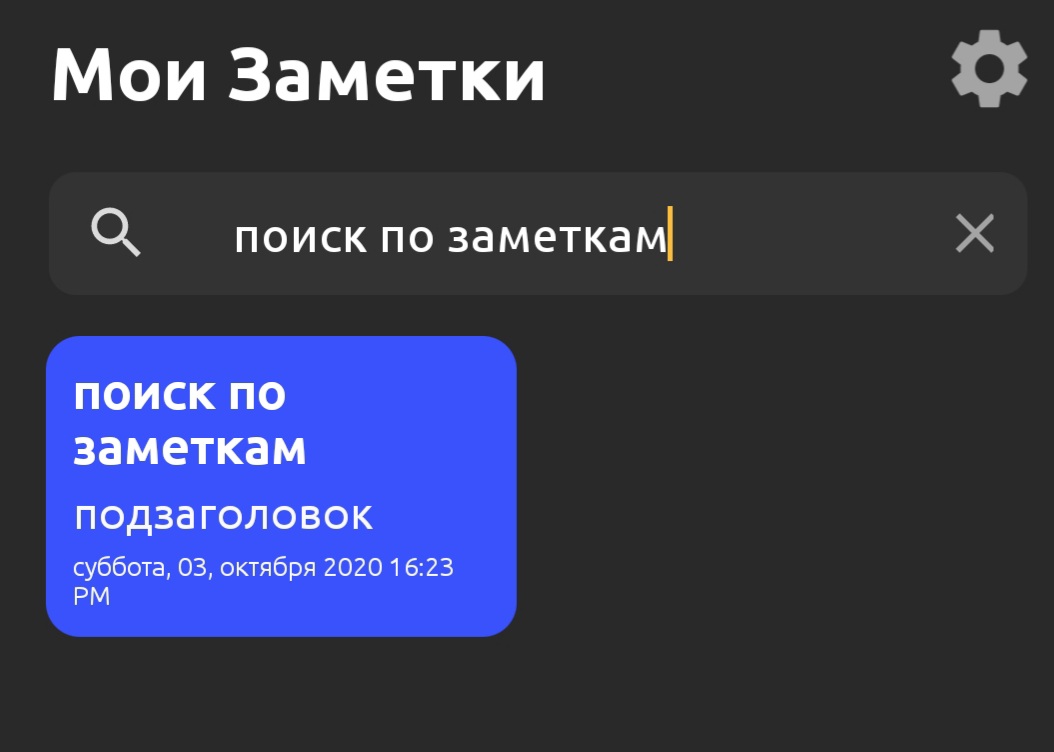 Мои Заметки
поиск по заметкам
поиск по
заметкам
подзаголовок
суббота, 03, октября 2020 16:23
PM